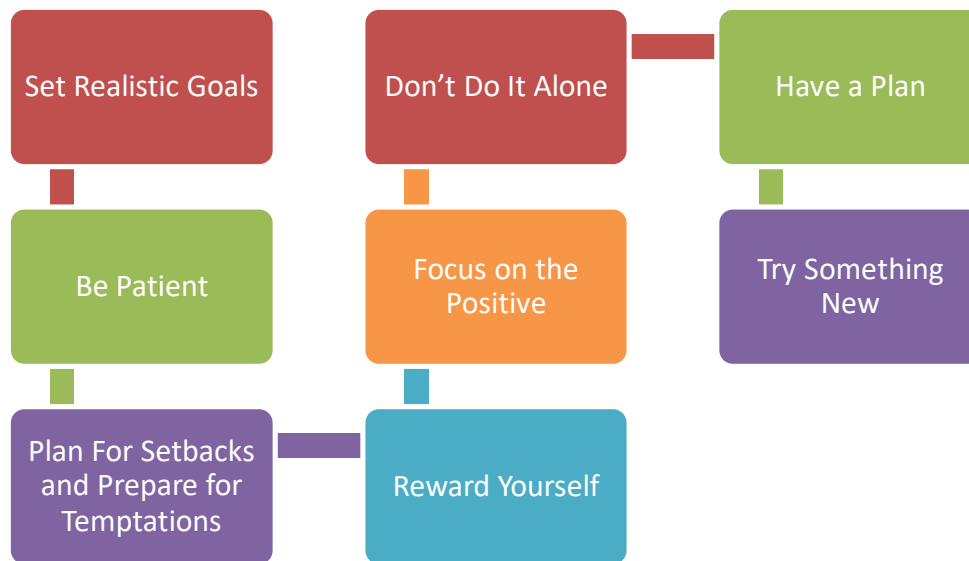 Set Realistic Goals
Be Patient
Plan For Setbacks
and Prepare for
Temptations
Reward Yourself
Focus on the
Positive
Don’t Do It Alone
Have a Plan
Try Something
New